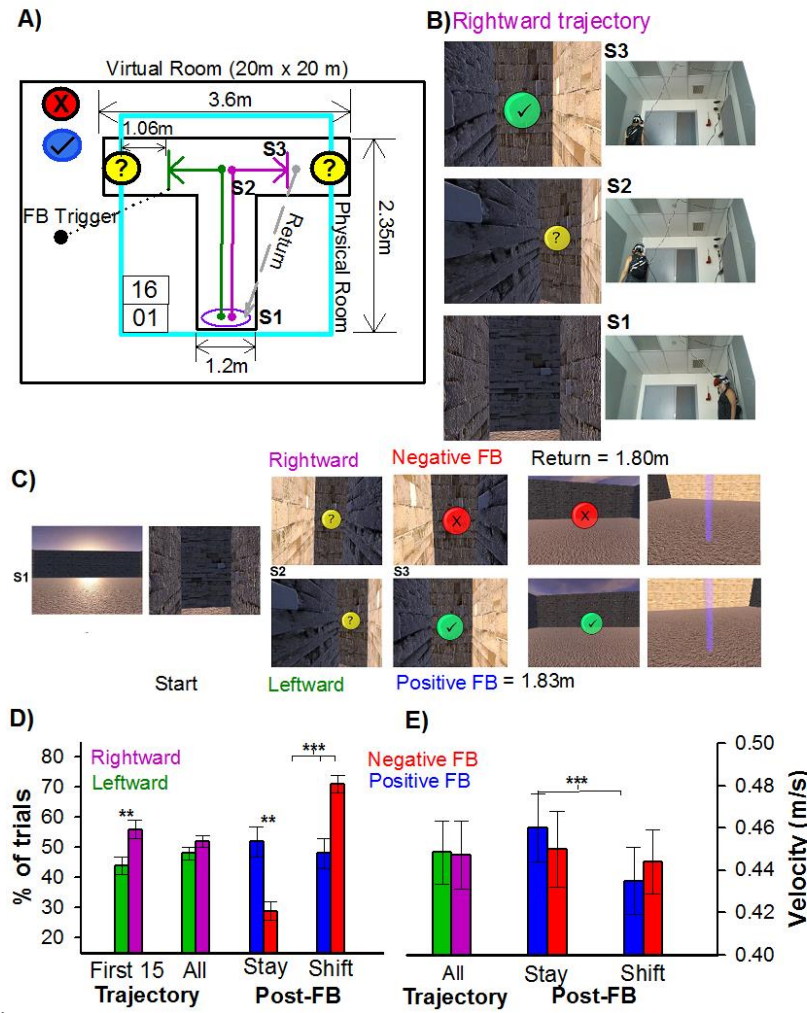 A)
Virtual Room (20m x 20 m)
X
3.6m
1.06m
?
S3
?
S2
FB Trigger
Return
Physical Room
2.35m
16
01
S1
1.2m
B) Rightward trajectory
S3
?
S2
S1
C)
Rightward
Negative FB
Return = 1.80m
?
X
X
S1
S2
S3
?
Start
Leftward
Positive FB = 1.83m
D)
Rightward
Leftward
% of trials
80
70
60
50
40
30
20
**
**
***
First 15
All
Stay
Shift
Trajectory
Post-FB
E)
Negative FB
Positive FB
***
0.50
0.48
0.46
0.44
0.42
0.40
Velocity (m/s)
All
Stay
Shift
Trajectory
Post-FB